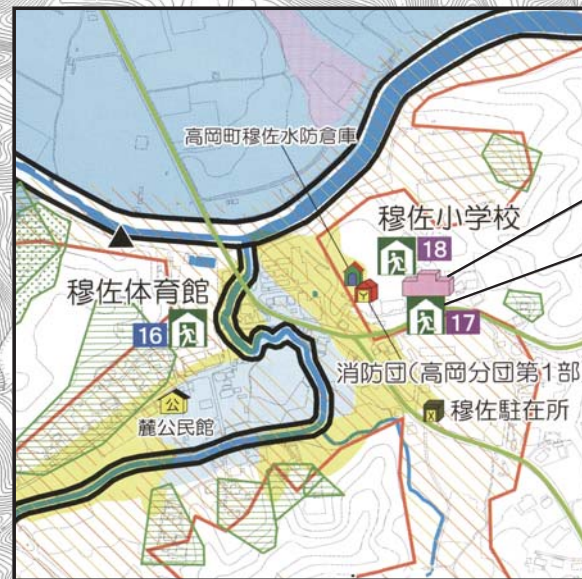 高岡町穆佐水防倉庫
穆佐小学校
18
穆佐体育館
16
17
消防団(高岡分団第1部
公
麓公民館
X
穆佐駐在所